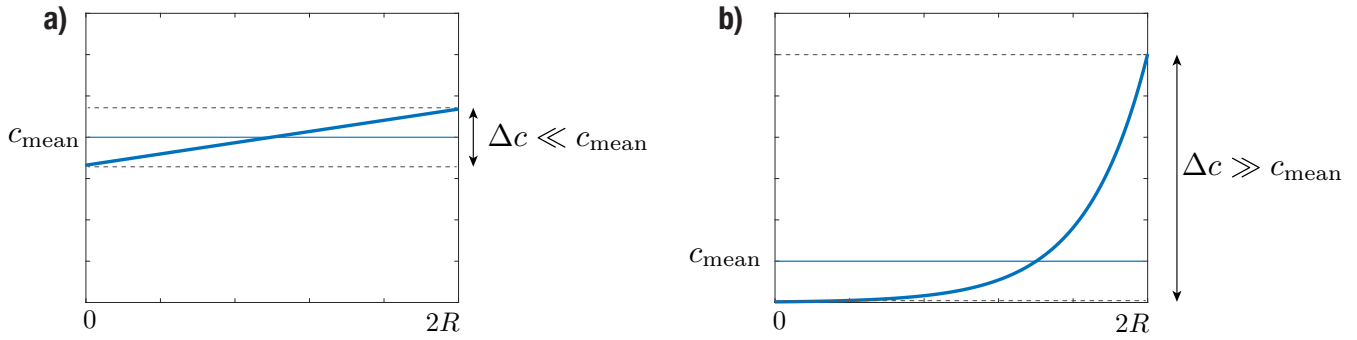 a)
c_mean
Δc ≪ c_mean
0
2R
b)
c_mean
Δc ≫ c_mean
0
2R